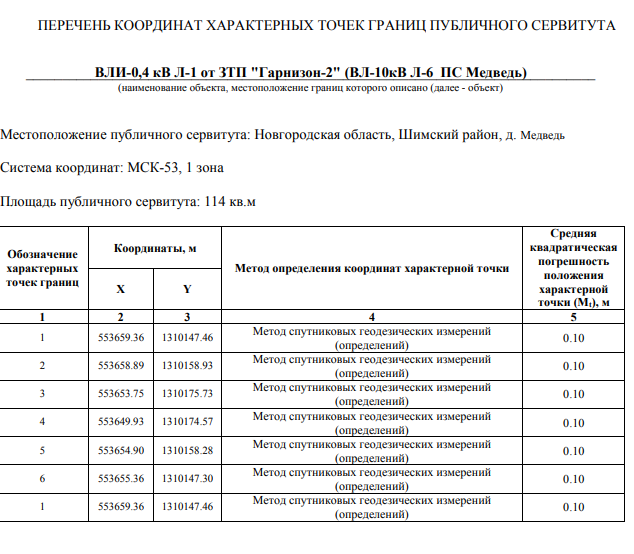 ПЕРЕЧЕНЬ КООРДИНАТ ХАРАКТЕРНЫХ ТОЧЕК ГРАНИЦ ПУБЛИЧНОГО СЕРВИТУТА
ВЛИ-0,4 кВ Л-1 от ЗТП "Гарнизон-2" (ВЛ-10кВ Л-6 ПС Медведь)
(наименование объекта, местоположение границ которого описано (далее - объект)
Местоположение публичного сервитута: Новгородская область, Шимский район, д. Медведь
Система координат: МСК-53, 1 зона
Площадь публичного сервитута: 114 кв.м
Обозначение характерных точек границ | Координаты, м | Метод определения координат характерной точки | Средняя квадратическая погрешность положения характерной точки (Mt), м
X | Y
1 | 2 | 3 | 4 | 5
1 | 553659.36 | 1310147.46 | Метод спутниковых геодезических измерений (определений) | 0.10
2 | 553658.89 | 1310158.93 | Метод спутниковых геодезических измерений (определений) | 0.10
3 | 553653.75 | 1310175.73 | Метод спутниковых геодезических измерений (определений) | 0.10
4 | 553649.93 | 1310174.57 | Метод спутниковых геодезических измерений (определений) | 0.10
5 | 553654.90 | 1310158.28 | Метод спутниковых геодезических измерений (определений) | 0.10
6 | 553655.36 | 1310147.30 | Метод спутниковых геодезических измерений (определений) | 0.10
1 | 553659.36 | 1310147.46 | Метод спутниковых геодезических измерений (определений) | 0.10